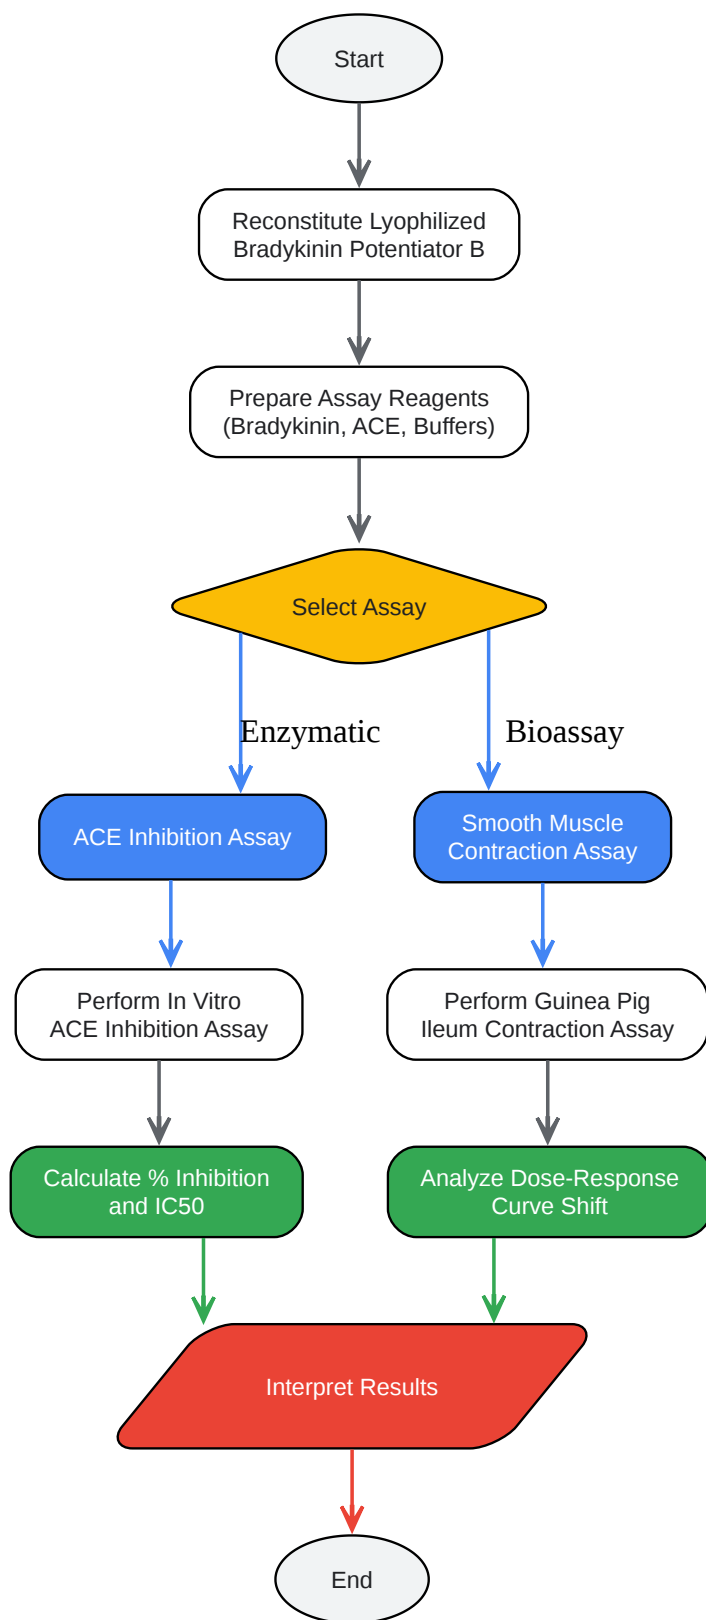 Start
Reconstitute Lyophilized
Bradykinin Potentiator B
Prepare Assay Reagents
(Bradykinin, ACE, Buffers)
Select Assay
Enzymatic
Bioassay
ACE Inhibition Assay
Smooth Muscle
Contraction Assay
Perform In Vitro
ACE Inhibition Assay
Perform Guinea Pig
Ileum Contraction Assay
Calculate % Inhibition
and IC50
Analyze Dose-Response
Curve Shift
Interpret Results
End